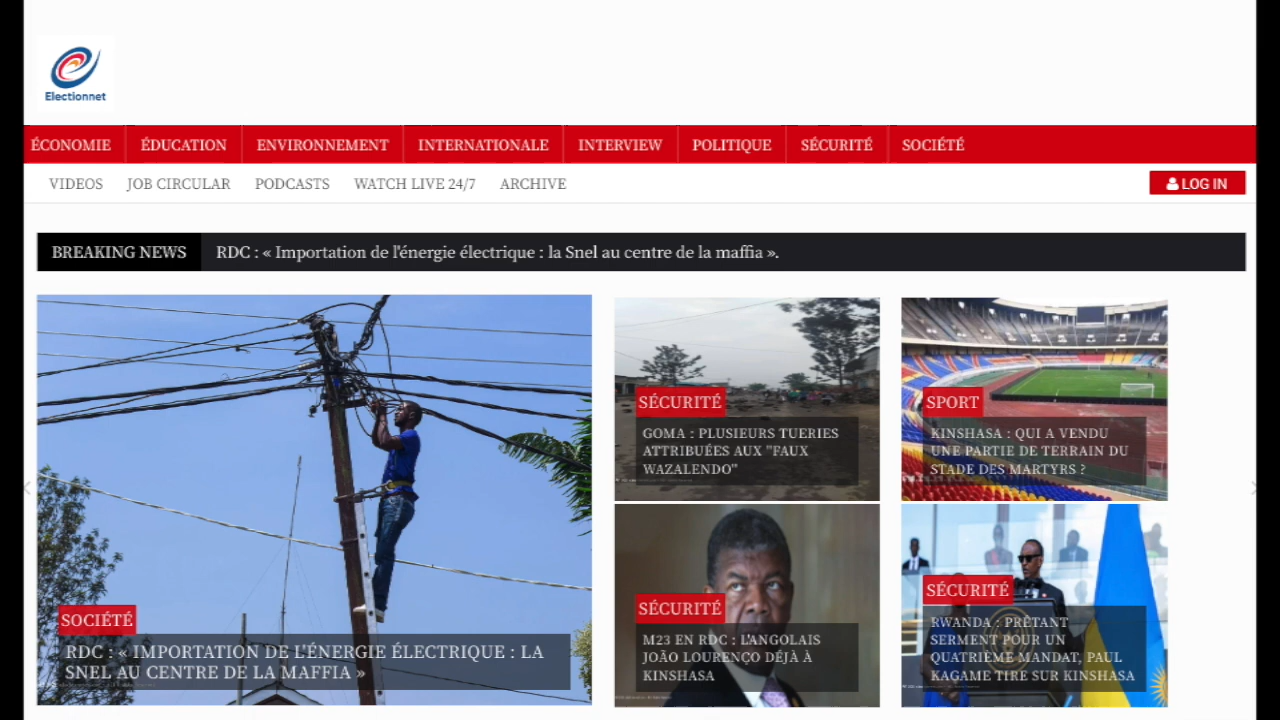 Electionnet
ÉCONOMIE
ÉDUCATION
ENVIRONNEMENT
INTERNATIONALE
INTERVIEW
POLITIQUE
SÉCURITÉ
SOCIÉTÉ
VIDEOS
JOB CIRCULAR
PODCASTS
WATCH LIVE 24/7
ARCHIVE
LOG IN
BREAKING NEWS
RDC : « Importation de l'énergie électrique : la Snel au centre de la maffia ».
SOCIÉTÉ
RDC : « IMPORTATION DE L'ÉNERGIE ÉLECTRIQUE : LA
SNEL AU CENTRE DE LA MAFFIA »
SÉCURITÉ
GOMA : PLUSIEURS TUERIES
ATTRIBUÉES AUX "FAUX
WAZALENDO"
SPORT
KINSHASA : QUI A VENDU
UNE PARTIE DE TERRAIN DU
STADE DES MARTYRS ?
SÉCURITÉ
M23 EN RDC : L'ANGOLAIS
JOÃO LOURENÇO DÉJÀ À
KINSHASA
SÉCURITÉ
RWANDA : PRÊTANT
SERMENT POUR UN
QUATRIÈME MANDAT, PAUL
KAGAME TIRE SUR KINSHASA